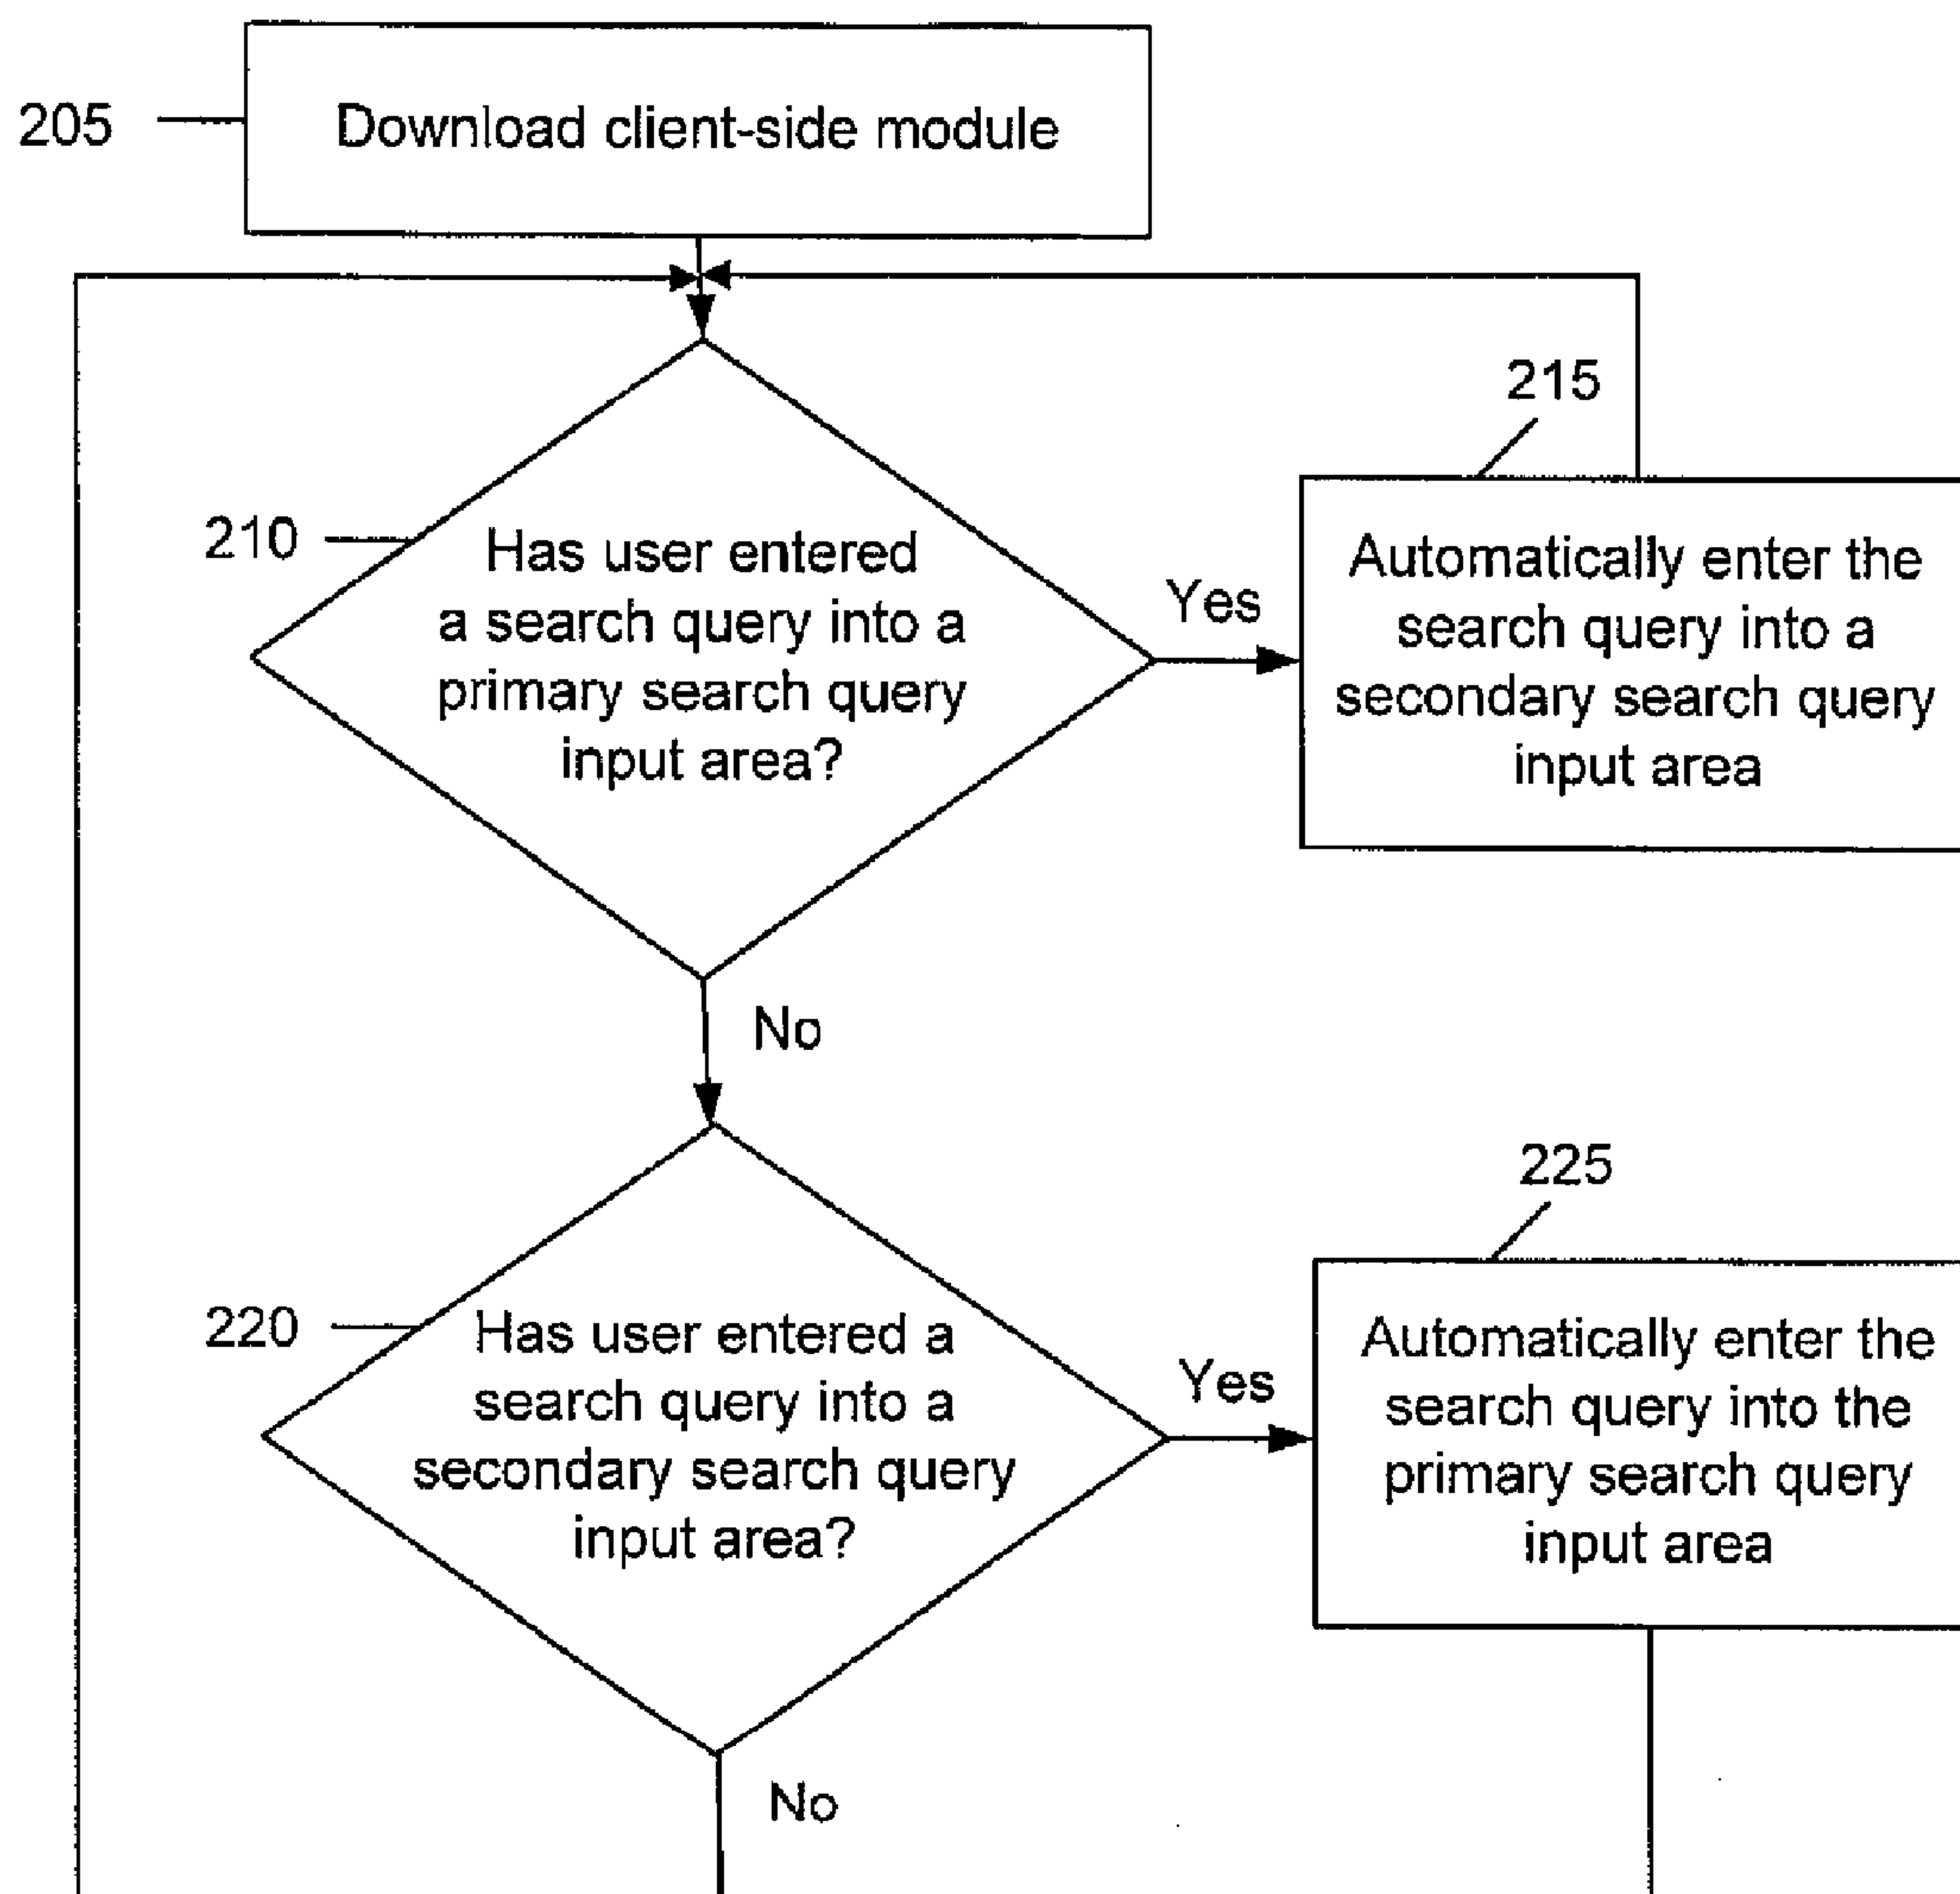 205
Download client-side module
215
210
Has user entered
a search query into a
primary search query
input area?
Yes
Automatically enter the
search query into a
secondary search query
input area
No
225
220
Has user entered a
search query into a
secondary search query
input area?
Yes
Automatically enter the
search query into the
primary search query
input area
No